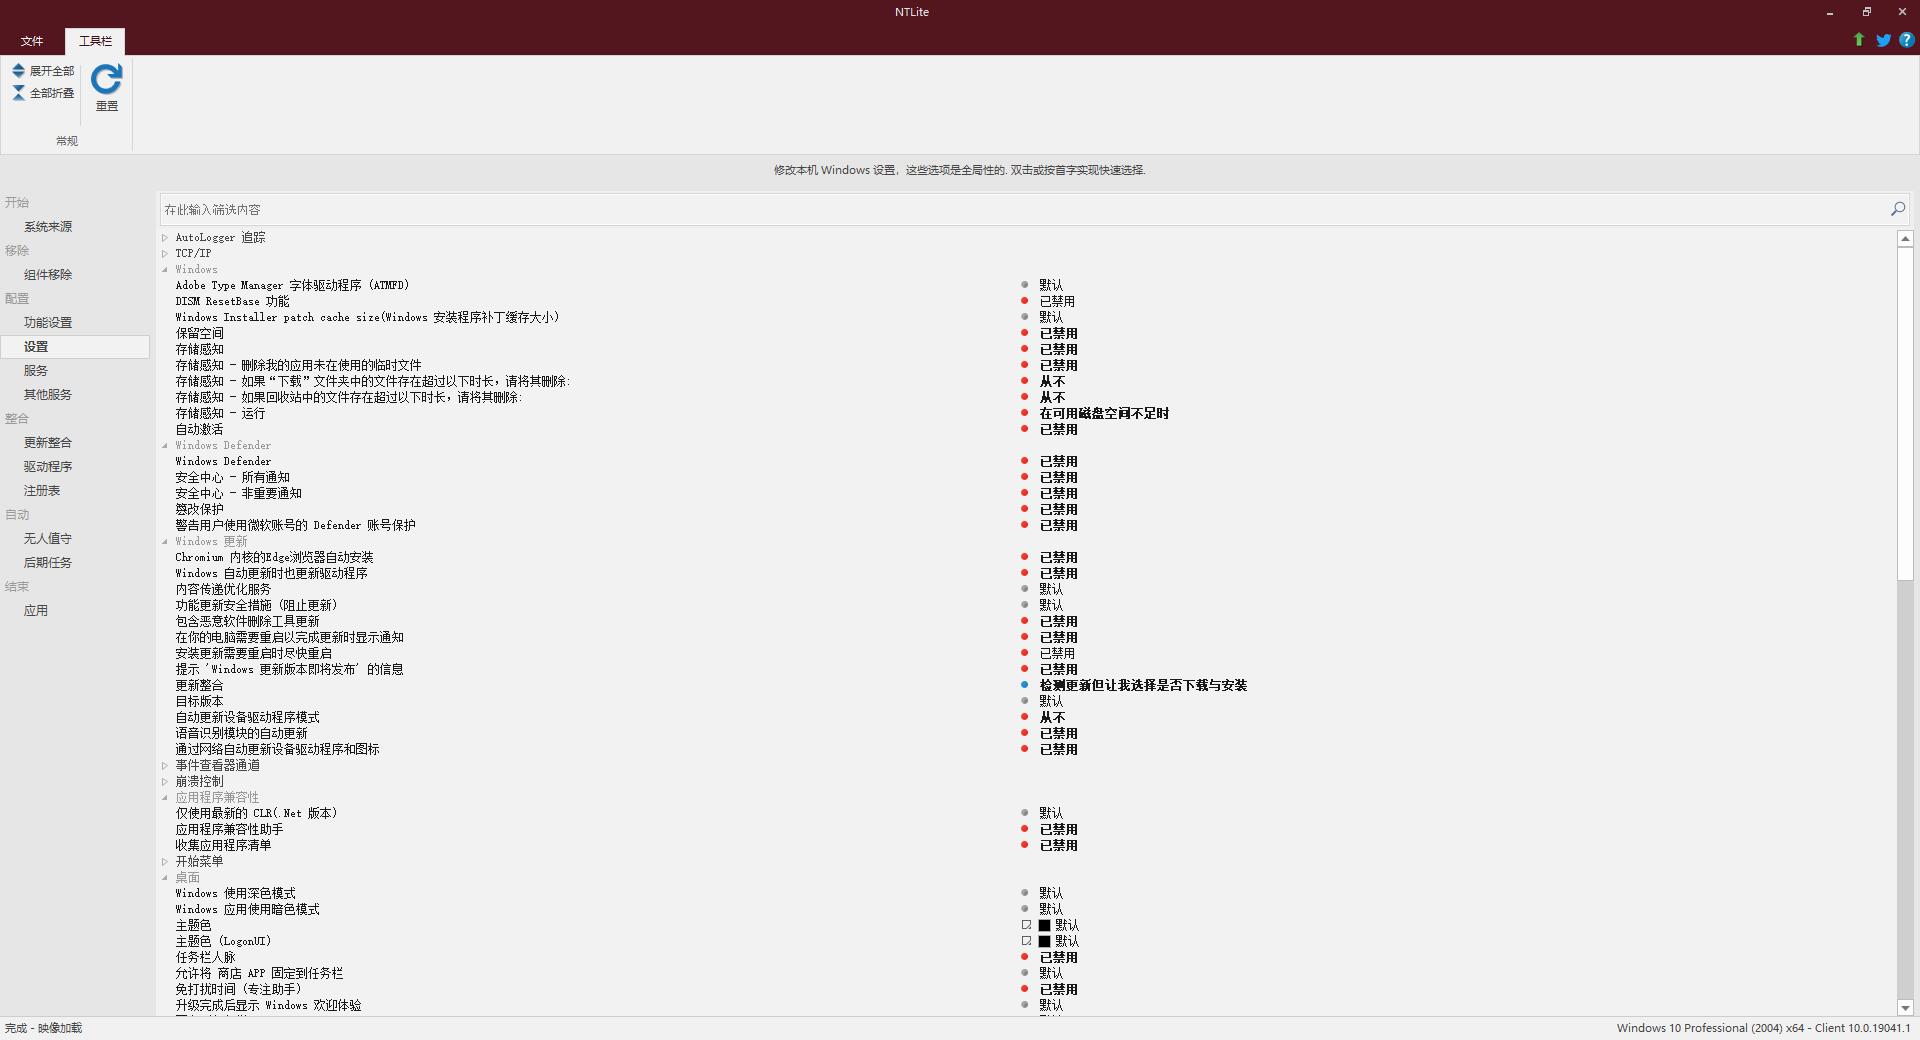 NTLite
文件
工具栏
展开全部
全部折叠
重置
常规
修改本机 Windows 设置，这些选项是全局性的. 双击或按首字实现快速选择.
开始
系统来源
移除
组件移除
配置
功能设置
设置
服务
其他服务
整合
更新整合
驱动程序
注册表
自动
无人值守
后期任务
结束
应用
在此输入筛选内容
AutoLogger 追踪
TCP/IP
Windows
Adobe Type Manager 字体驱动程序 (ATMFD) 默认
DISM ResetBase 功能 已禁用
Windows Installer patch cache size(Windows 安装程序补丁缓存大小) 默认
保留空间 已禁用
存储感知 已禁用
存储感知 - 删除我的应用未在使用的临时文件 已禁用
存储感知 - 如果“下载”文件夹中的文件存在超过以下时长，请将其删除: 从不
存储感知 - 如果回收站中的文件存在超过以下时长，请将其删除: 从不
存储感知 - 运行 在可用磁盘空间不足时
自动激活 已禁用
Windows Defender
Windows Defender 已禁用
安全中心 - 所有通知 已禁用
安全中心 - 非重要通知 已禁用
篡改保护 已禁用
警告用户使用微软账号的 Defender 账号保护 已禁用
Windows 更新
Chromium 内核的Edge浏览器自动安装 已禁用
Windows 自动更新时也更新驱动程序 已禁用
内容传递优化服务 默认
功能更新安全措施 (阻止更新) 默认
包含恶意软件删除工具更新 已禁用
在你的电脑需要重启以完成更新时显示通知 已禁用
安装更新需要重启时尽快重启 已禁用
提示 'Windows 更新版本即将发布' 的信息 已禁用
更新整合 检测更新但让我选择是否下载与安装
目标版本 默认
自动更新设备驱动程序模式 从不
语音识别模块的自动更新 已禁用
通过网络自动更新设备驱动程序和图标 已禁用
事件查看器通道
崩溃控制
应用程序兼容性
仅使用最新的 CLR(.Net 版本) 默认
应用程序兼容性助手 已禁用
收集应用程序清单 已禁用
开始菜单
桌面
Windows 使用深色模式 默认
Windows 应用使用暗色模式 默认
主题色 默认
主题色 (LogonUI) 默认
任务栏人脉 已禁用
允许将 商店 APP 固定到任务栏 默认
免打扰时间 (专注助手) 已禁用
升级完成后显示 Windows 欢迎体验 默认
完成 - 映像加载
Windows 10 Professional (2004) x64 - Client 10.0.19041.1